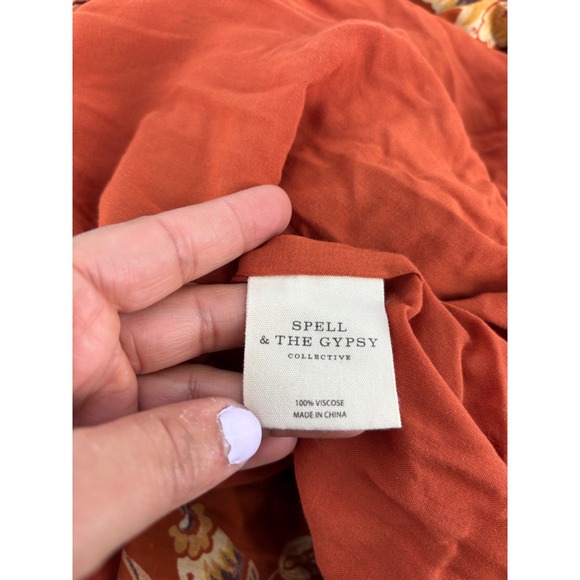 SPELL
& THE GYPSY
COLLECTIVE
100% VISCOSE
MADE IN CHINA